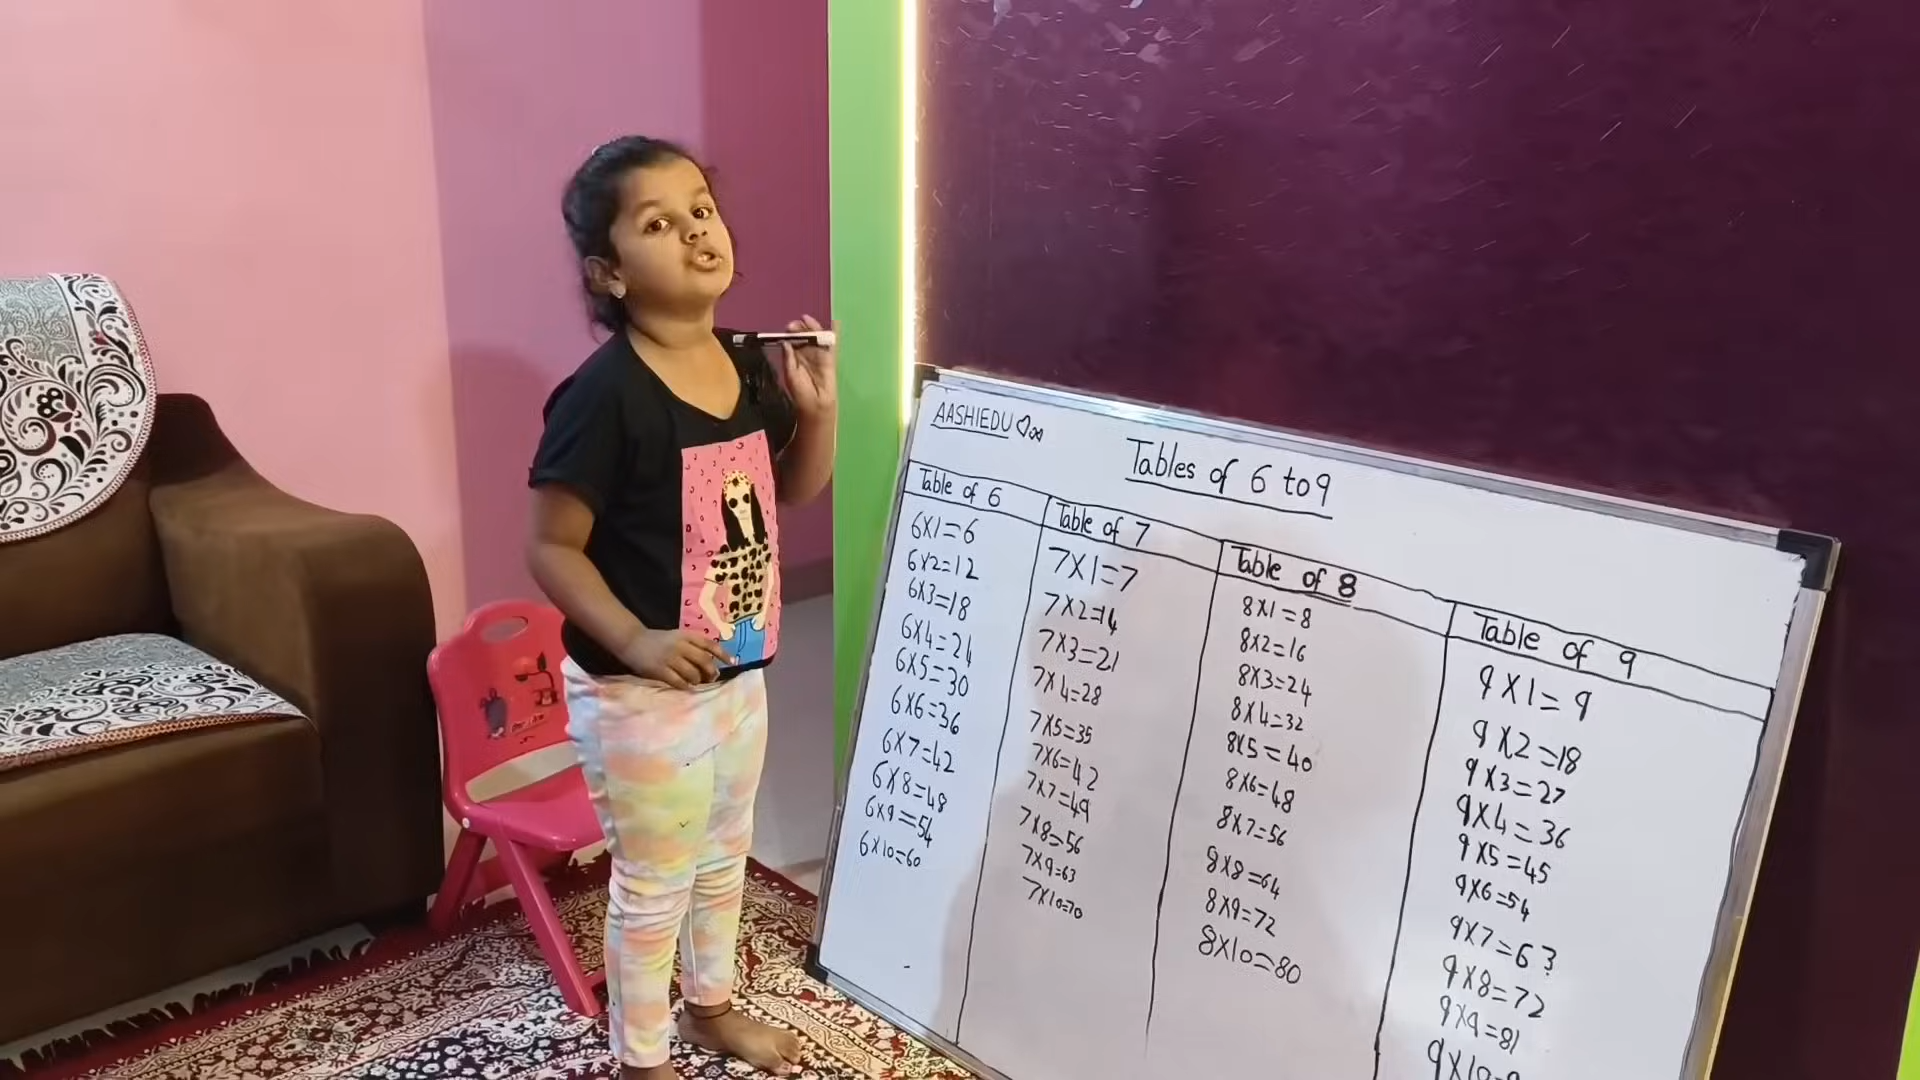 AASHIEDU
Tables of 6 to 9
Table of 6
6X1=6
6X2=12
6X3=18
6X4=24
6X5=30
6X6=36
6X7=42
6X8=48
6X9=54
6X10=60
Table of 7
7X1=7
7X2=14
7X3=21
7X4=28
7X5=35
7X6=42
7X7=49
7X8=56
7X9=63
7X10=70
Table of 8
8X1=8
8X2=16
8X3=24
8X4=32
8X5=40
8X6=48
8X7=56
8X8=64
8X9=72
8X10=80
Table of 9
9X1=9
9X2=18
9X3=27
9X4=36
9X5=45
9X6=54
9X7=63
9X8=72
9X9=81
9X10=9